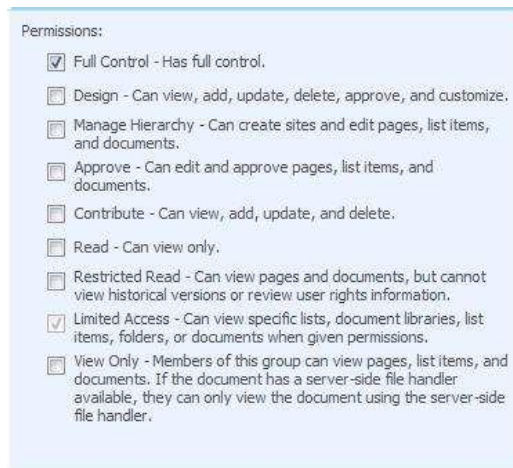 Permissions:
Full Control - Has full control.
Design - Can view, add, update, delete, approve, and customize.
Manage Hierarchy - Can create sites and edit pages, list items,
and documents.
Approve - Can edit and approve pages, list items, and
documents.
Contribute - Can view, add, update, and delete.
Read - Can view only.
Restricted Read - Can view pages and documents, but cannot
view historical versions or review user rights information.
Limited Access - Can view specific lists, document libraries, list
items, folders, or documents when given permissions.
View Only - Members of this group can view pages, list items, and
documents. If the document has a server-side file handler
available, they can only view the document using the server-side
file handler.